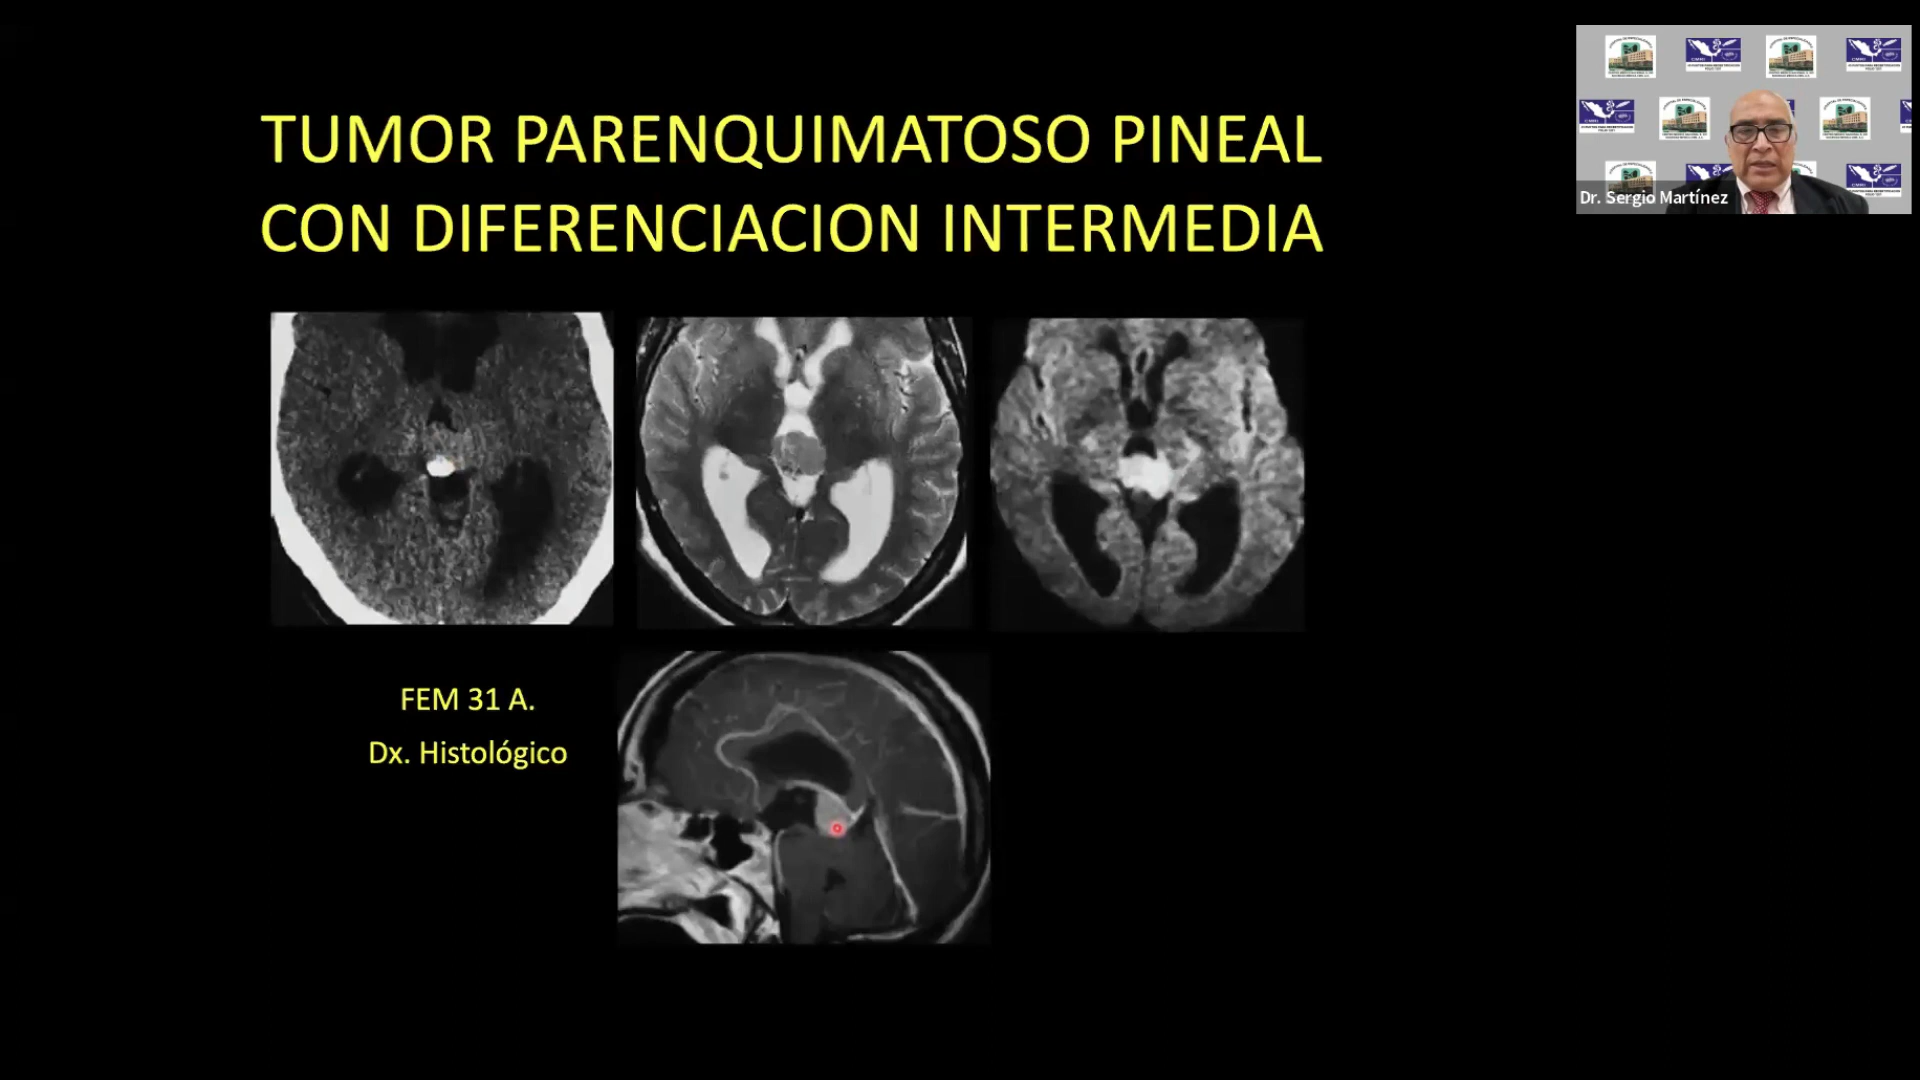 TUMOR PARENQUIMATOSO PINEAL
CON DIFERENCIACION INTERMEDIA
Dr. Sergio Martínez
FEM 31 A.
Dx. Histológico